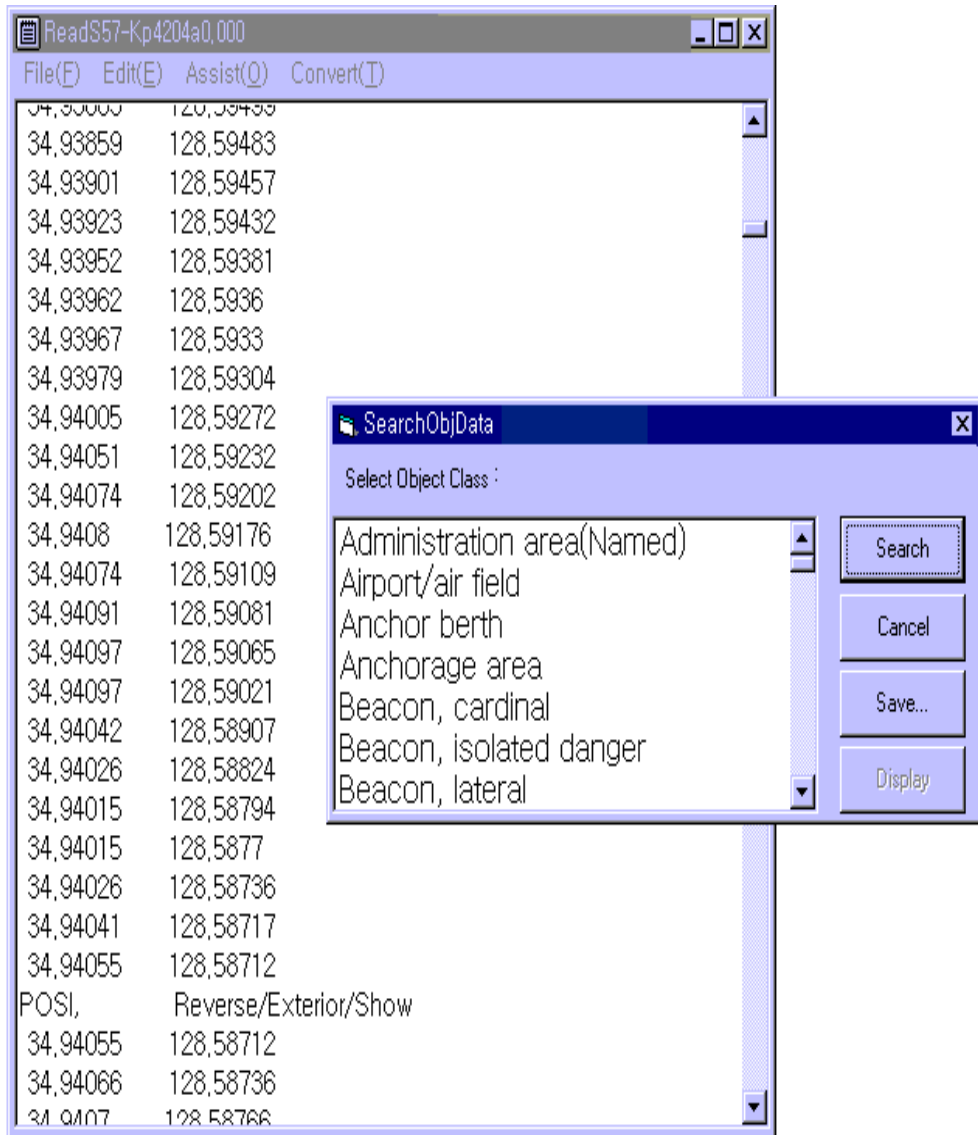 ReadS57-Kp4204a0,000
File(F) Edit(E) Assist(O) Convert(T)
34,93859 128,59483
34,93901 128,59457
34,93923 128,59432
34,93952 128,59381
34,93962 128,5936
34,93967 128,5933
34,93979 128,59304
34,94005 128,59272
34,94051 128,59232
34,94074 128,59202
34,9408 128,59176
34,94074 128,59109
34,94091 128,59081
34,94097 128,59065
34,94097 128,59021
34,94042 128,58907
34,94026 128,58824
34,94015 128,58794
34,94015 128,5877
34,94026 128,58736
34,94041 128,58717
34,94055 128,58712
POSI, Reverse/Exterior/Show
34,94055 128,58712
34,94066 128,58736
34,9407 128,58766
SearchObjData
Select Object Class :
Administration area(Named)
Airport/air field
Anchor berth
Anchorage area
Beacon, cardinal
Beacon, isolated danger
Beacon, lateral
Search
Cancel
Save...
Display